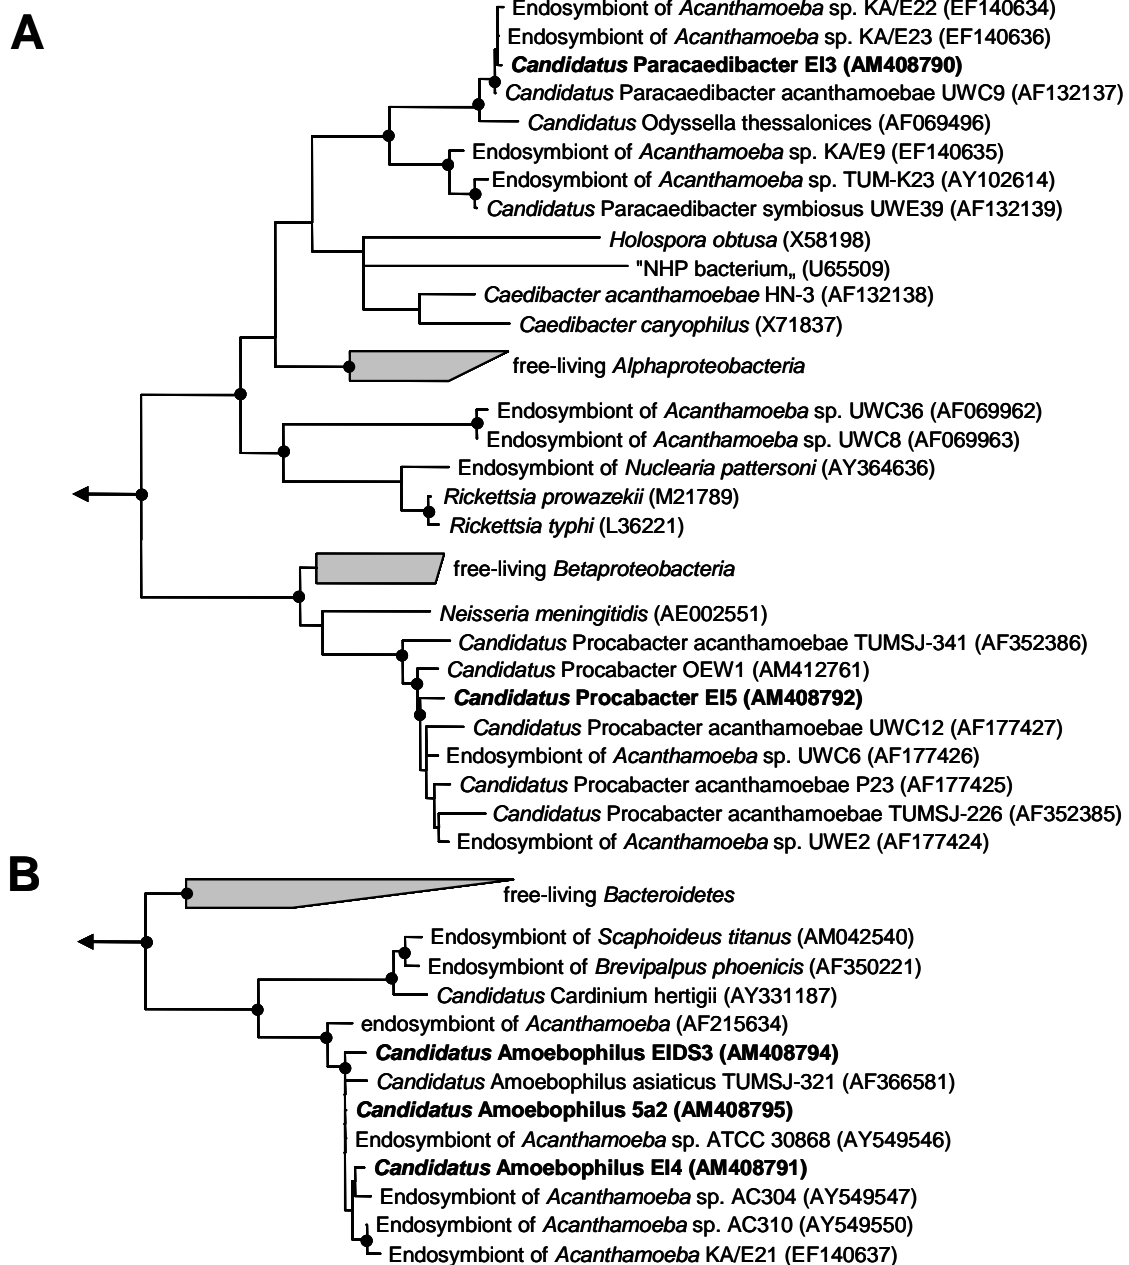 A
Endosymbiont of Acanthamoeba sp. KA/E22 (EF140634)
Endosymbiont of Acanthamoeba sp. KA/E23 (EF140636)
Candidatus Paracaedibacter EI3 (AM408790)
Candidatus Paracaedibacter acanthamoebae UWC9 (AF132137)
Candidatus Odyssella thessalonices (AF069496)
Endosymbiont of Acanthamoeba sp. KA/E9 (EF140635)
Endosymbiont of Acanthamoeba sp. TUM-K23 (AY102614)
Candidatus Paracaedibacter symbiosus UWE39 (AF132139)
Holospora obtusa (X58198)
"NHP bacterium„ (U65509)
Caedibacter acanthamoebae HN-3 (AF132138)
Caedibacter caryophilus (X71837)
free-living Alphaproteobacteria
Endosymbiont of Acanthamoeba sp. UWC36 (AF069962)
Endosymbiont of Acanthamoeba sp. UWC8 (AF069963)
Endosymbiont of Nuclearia pattersoni (AY364636)
Rickettsia prowazekii (M21789)
Rickettsia typhi (L36221)
free-living Betaproteobacteria
Neisseria meningitidis (AE002551)
Candidatus Procabacter acanthamoebae TUMSJ-341 (AF352386)
Candidatus Procabacter OEW1 (AM412761)
Candidatus Procabacter EI5 (AM408792)
Candidatus Procabacter acanthamoebae UWC12 (AF177427)
Endosymbiont of Acanthamoeba sp. UWC6 (AF177426)
Candidatus Procabacter acanthamoebae P23 (AF177425)
Candidatus Procabacter acanthamoebae TUMSJ-226 (AF352385)
Endosymbiont of Acanthamoeba sp. UWE2 (AF177424)
B
free-living Bacteroidetes
Endosymbiont of Scaphoideus titanus (AM042540)
Endosymbiont of Brevipalpus phoenicis (AF350221)
Candidatus Cardinium hertigii (AY331187)
endosymbiont of Acanthamoeba (AF215634)
Candidatus Amoebophilus EIDS3 (AM408794)
Candidatus Amoebophilus asiaticus TUMSJ-321 (AF366581)
Candidatus Amoebophilus 5a2 (AM408795)
Endosymbiont of Acanthamoeba sp. ATCC 30868 (AY549546)
Candidatus Amoebophilus EI4 (AM408791)
Endosymbiont of Acanthamoeba sp. AC304 (AY549547)
Endosymbiont of Acanthamoeba sp. AC310 (AY549550)
Endosymbiont of Acanthamoeba KA/E21 (EF140637)